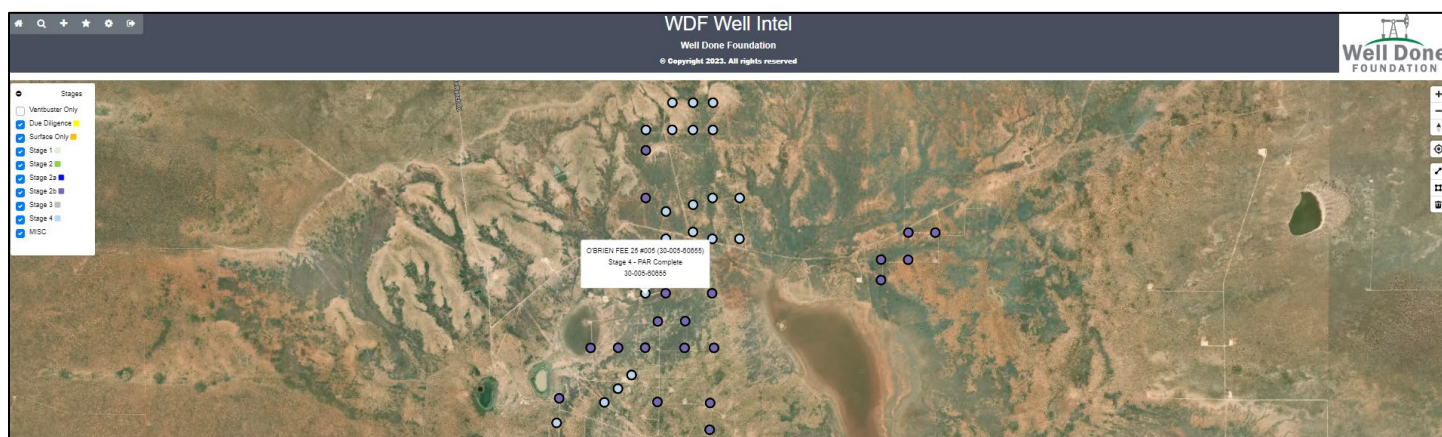 WDF Well Intel
Well Done Foundation
© Copyright 2023. All rights reserved
Well Done
FOUNDATION
Stages
Ventbuster Only
Due Diligence
Surface Only
Stage 1
Stage 2
Stage 2a
Stage 2b
Stage 3
Stage 4
MISC
O'BRIEN FEE 25 #005 (30-005-60655)
Stage 4 - PAR Complete
30-005-60655